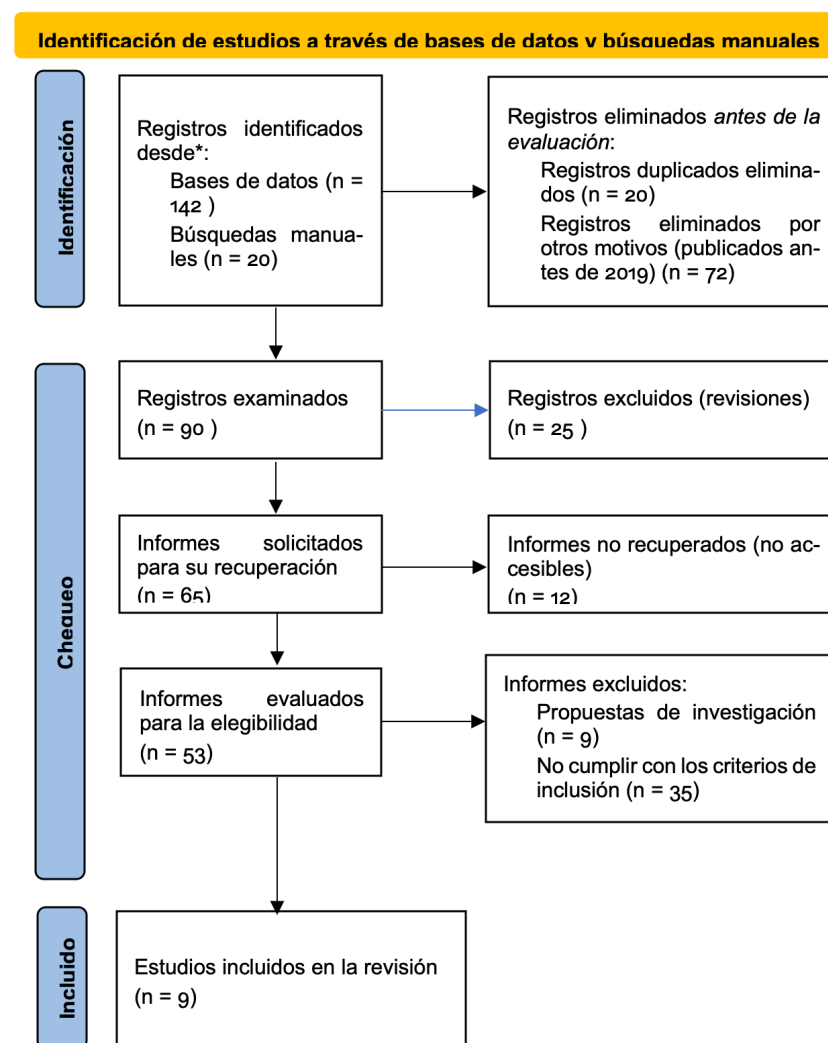 Identificación de estudios a través de bases de datos y búsquedas manuales
Identificación
Registros identificados
desde*:
Bases de datos (n =
142 )
Búsquedas manua-
les (n = 20)
Registros eliminados antes de la
evaluación:
Registros duplicados elimina-
dos (n = 20)
Registros eliminados por
otros motivos (publicados an-
tes de 2019) (n = 72)
Chequeo
Registros examinados
(n = 90 )
Registros excluidos (revisiones)
(n = 25 )
Informes solicitados
para su recuperación
(n = 65)
Informes no recuperados (no ac-
cesibles)
(n = 12)
Informes evaluados
para la elegibilidad
(n = 53)
Informes excluidos:
Propuestas de investigación
(n = 9)
No cumplir con los criterios de
inclusión (n = 35)
Incluido
Estudios incluidos en la revisión
(n = 9)